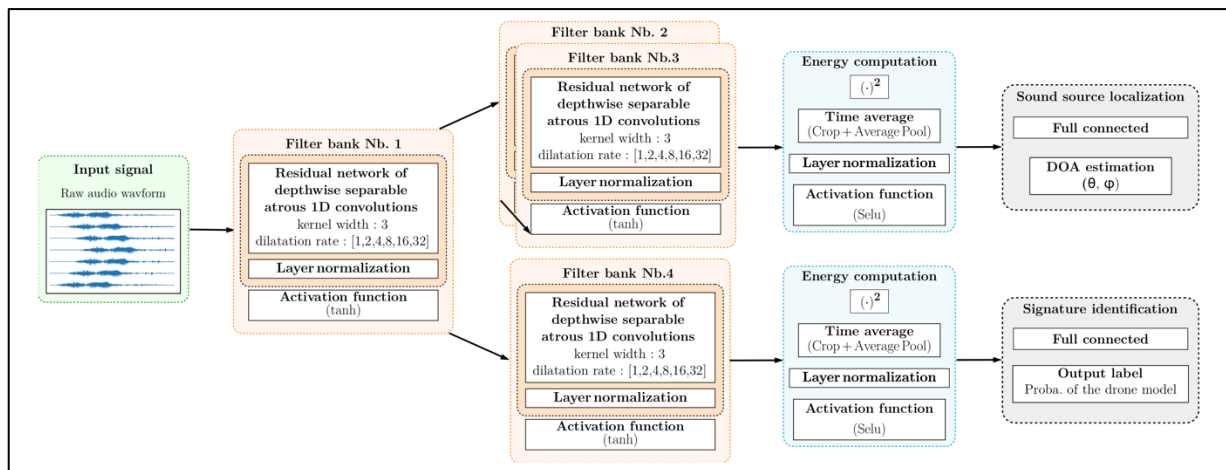 Input signal
Raw audio wavform
Filter bank Nb. 1
Residual network of
depthwise separable
atrous 1D convolutions
kernel width : 3
dilatation rate : [1,2,4,8,16,32]
Layer normalization
Activation function
(tanh)
Filter bank Nb. 2
Filter bank Nb.3
Residual network of
depthwise separable
atrous 1D convolutions
kernel width : 3
dilatation rate : [1,2,4,8,16,32]
Layer normalization
Activation function
(tanh)
Energy computation
(·)²
Time average
(Crop + Average Pool)
Layer normalization
Activation function
(Selu)
Sound source localization
Full connected
DOA estimation
(θ, φ)
Filter bank Nb.4
Residual network of
depthwise separable
atrous 1D convolutions
kernel width : 3
dilatation rate : [1,2,4,8,16,32]
Layer normalization
Activation function
(tanh)
Energy computation
(·)²
Time average
(Crop + Average Pool)
Layer normalization
Activation function
(Selu)
Signature identification
Full connected
Output label
Proba. of the drone model